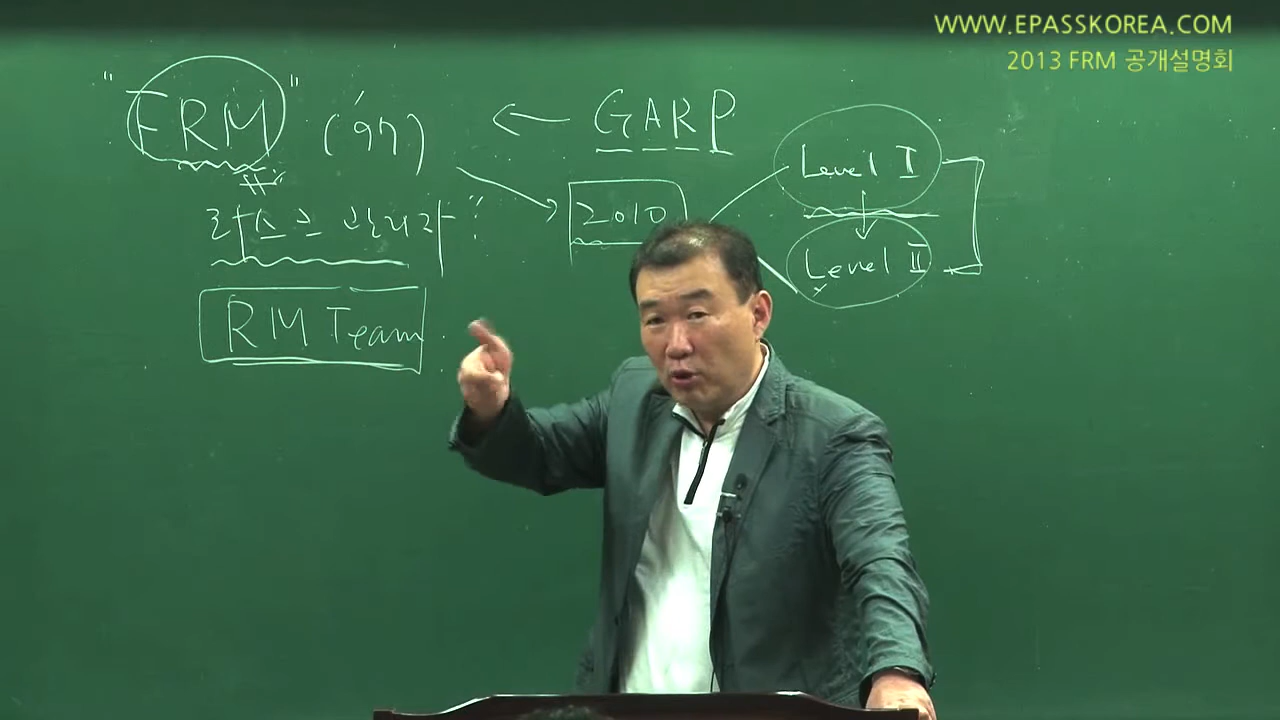 WWW.EPASSKOREA.COM
2013 FRM 공개설명회
"FRM" ('97) ← GARP
Level I
2010
리스크 관리사"
Level II
RM Team